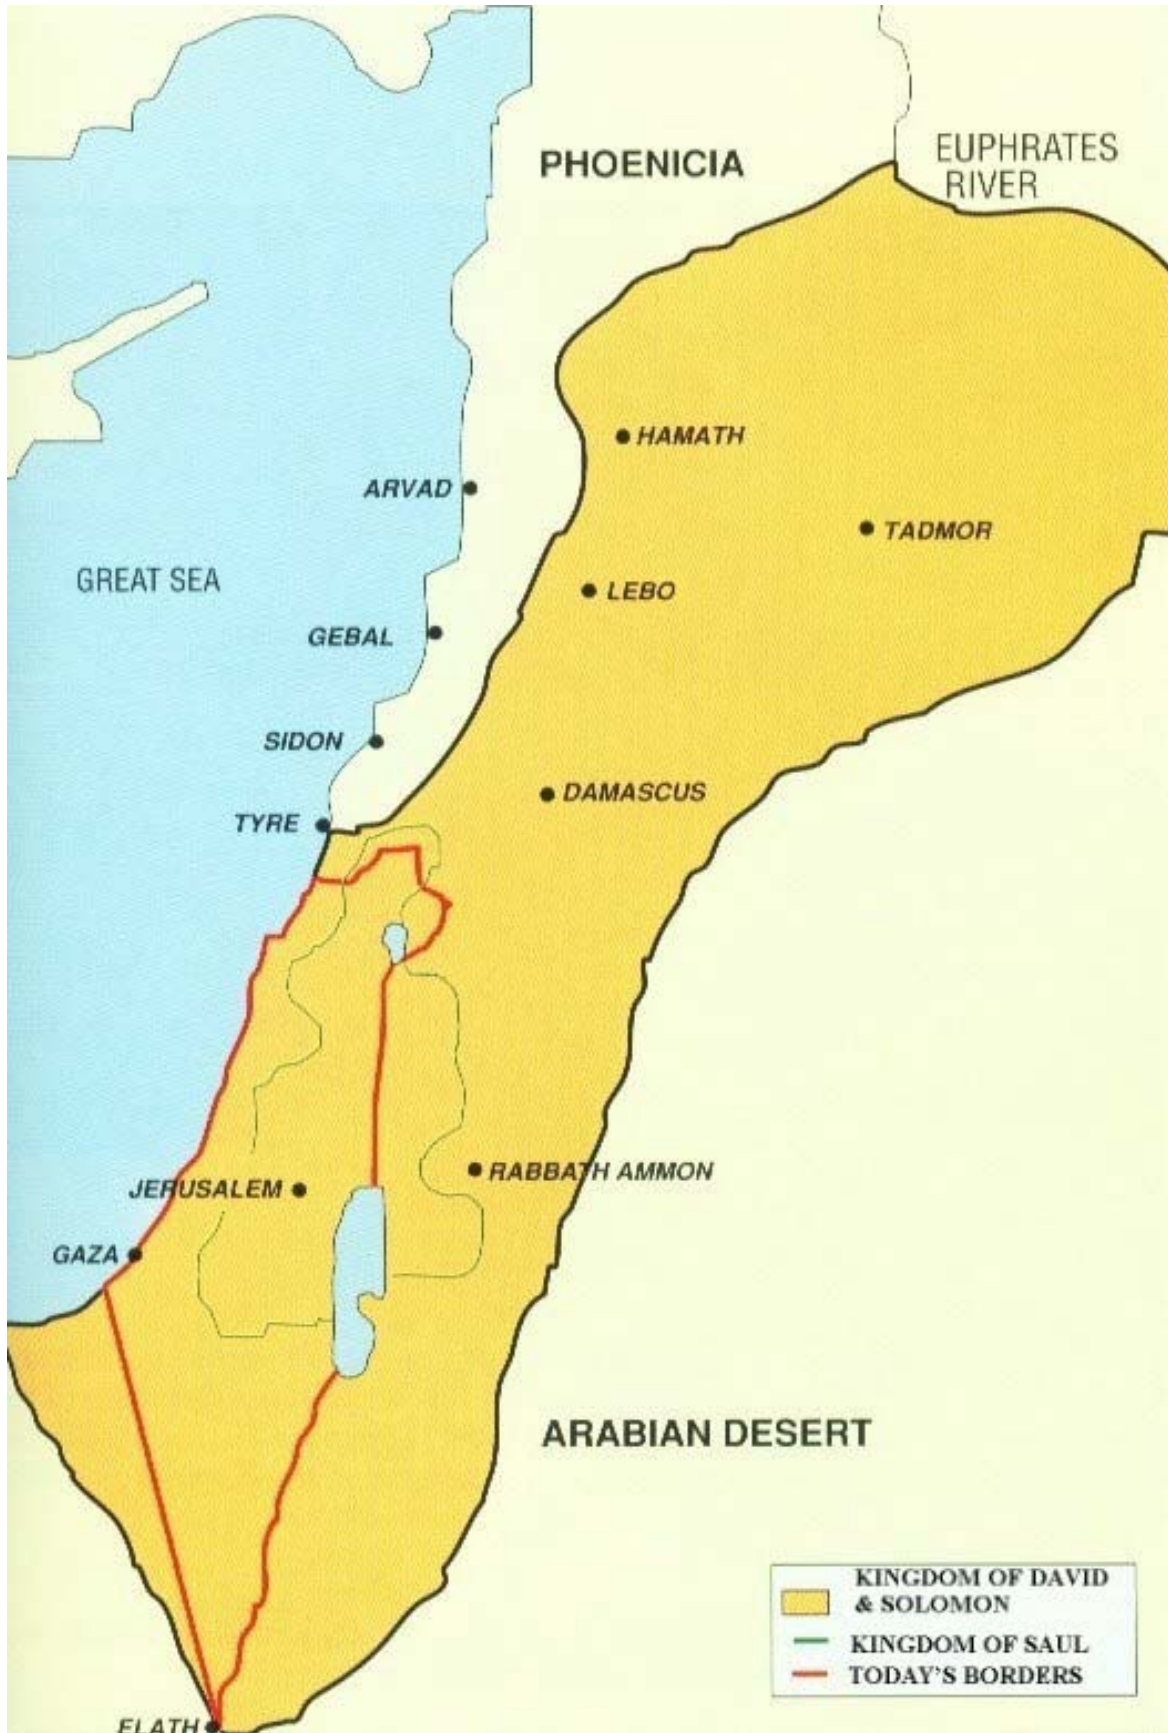 PHOENICIA
EUPHRATES
RIVER
HAMATH
ARVAD
TADMOR
GREAT SEA
LEBO
GEBAL
SIDON
DAMASCUS
TYRE
RABBATH AMMON
JERUSALEM
GAZA
ARABIAN DESERT
KINGDOM OF DAVID
& SOLOMON
KINGDOM OF SAUL
TODAY'S BORDERS
ELATH